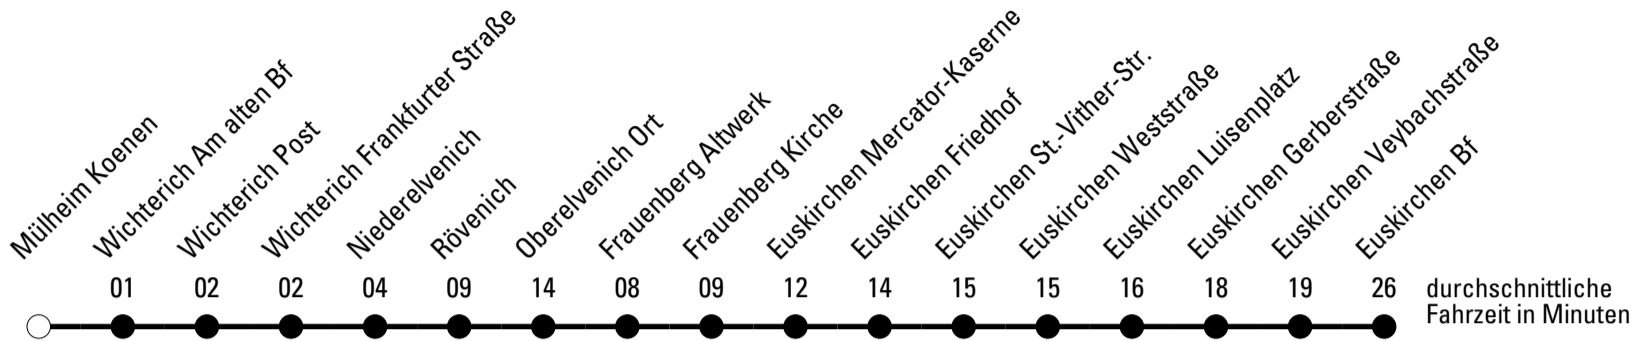 Mülheim Koenen
Wichterich Am alten Bf
Wichterich Post
Wichterich Frankfurter Straße
Niederelvenich
Rövenich
Oberelvenich Ort
Frauenberg Altwerk
Frauenberg Kirche
Euskirchen Mercator-Kaserne
Euskirchen Friedhof
Euskirchen St.-Vither-Str.
Euskirchen Weststraße
Euskirchen Luisenplatz
Euskirchen Gerberstraße
Euskirchen Veybachstraße
Euskirchen Bf
01 02 02 04 09 14 08 09 12 14 15 15 16 18 19 26 durchschnittliche
Fahrzeit in Minuten